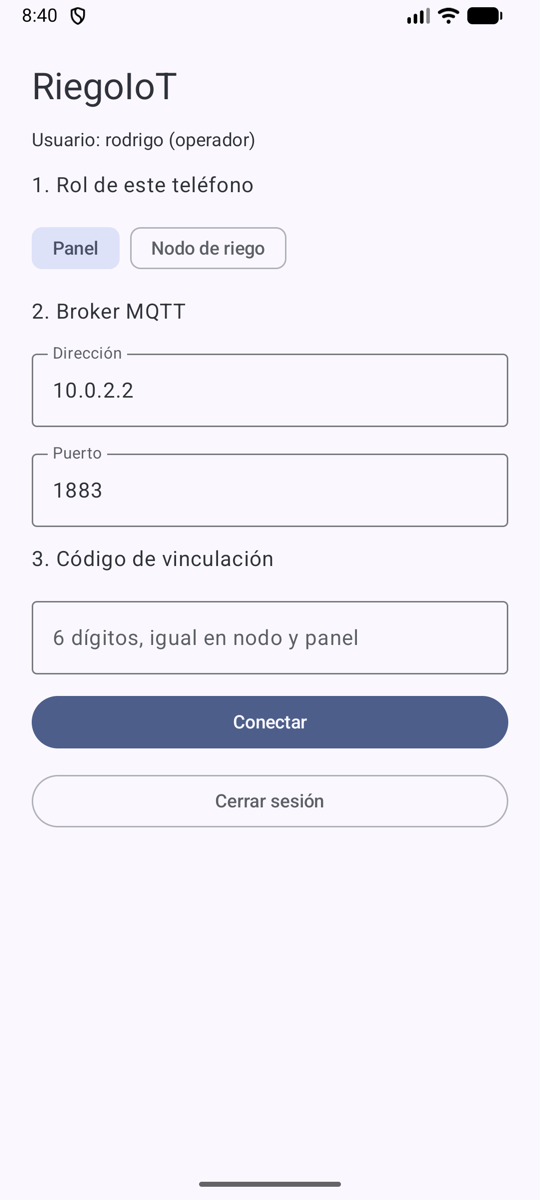 8:40
RiegoIoT
Usuario: rodrigo (operador)
1. Rol de este teléfono
Panel
Nodo de riego
2. Broker MQTT
Dirección
10.0.2.2
Puerto
1883
3. Código de vinculación
6 dígitos, igual en nodo y panel
Conectar
Cerrar sesión